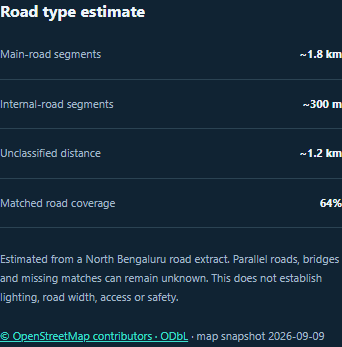 Road type estimate
Main-road segments ~1.8 km
Internal-road segments ~300 m
Unclassified distance ~1.2 km
Matched road coverage 64%
Estimated from a North Bengaluru road extract. Parallel roads, bridges
and missing matches can remain unknown. This does not establish
lighting, road width, access or safety.
© OpenStreetMap contributors · ODbL · map snapshot 2026-09-09